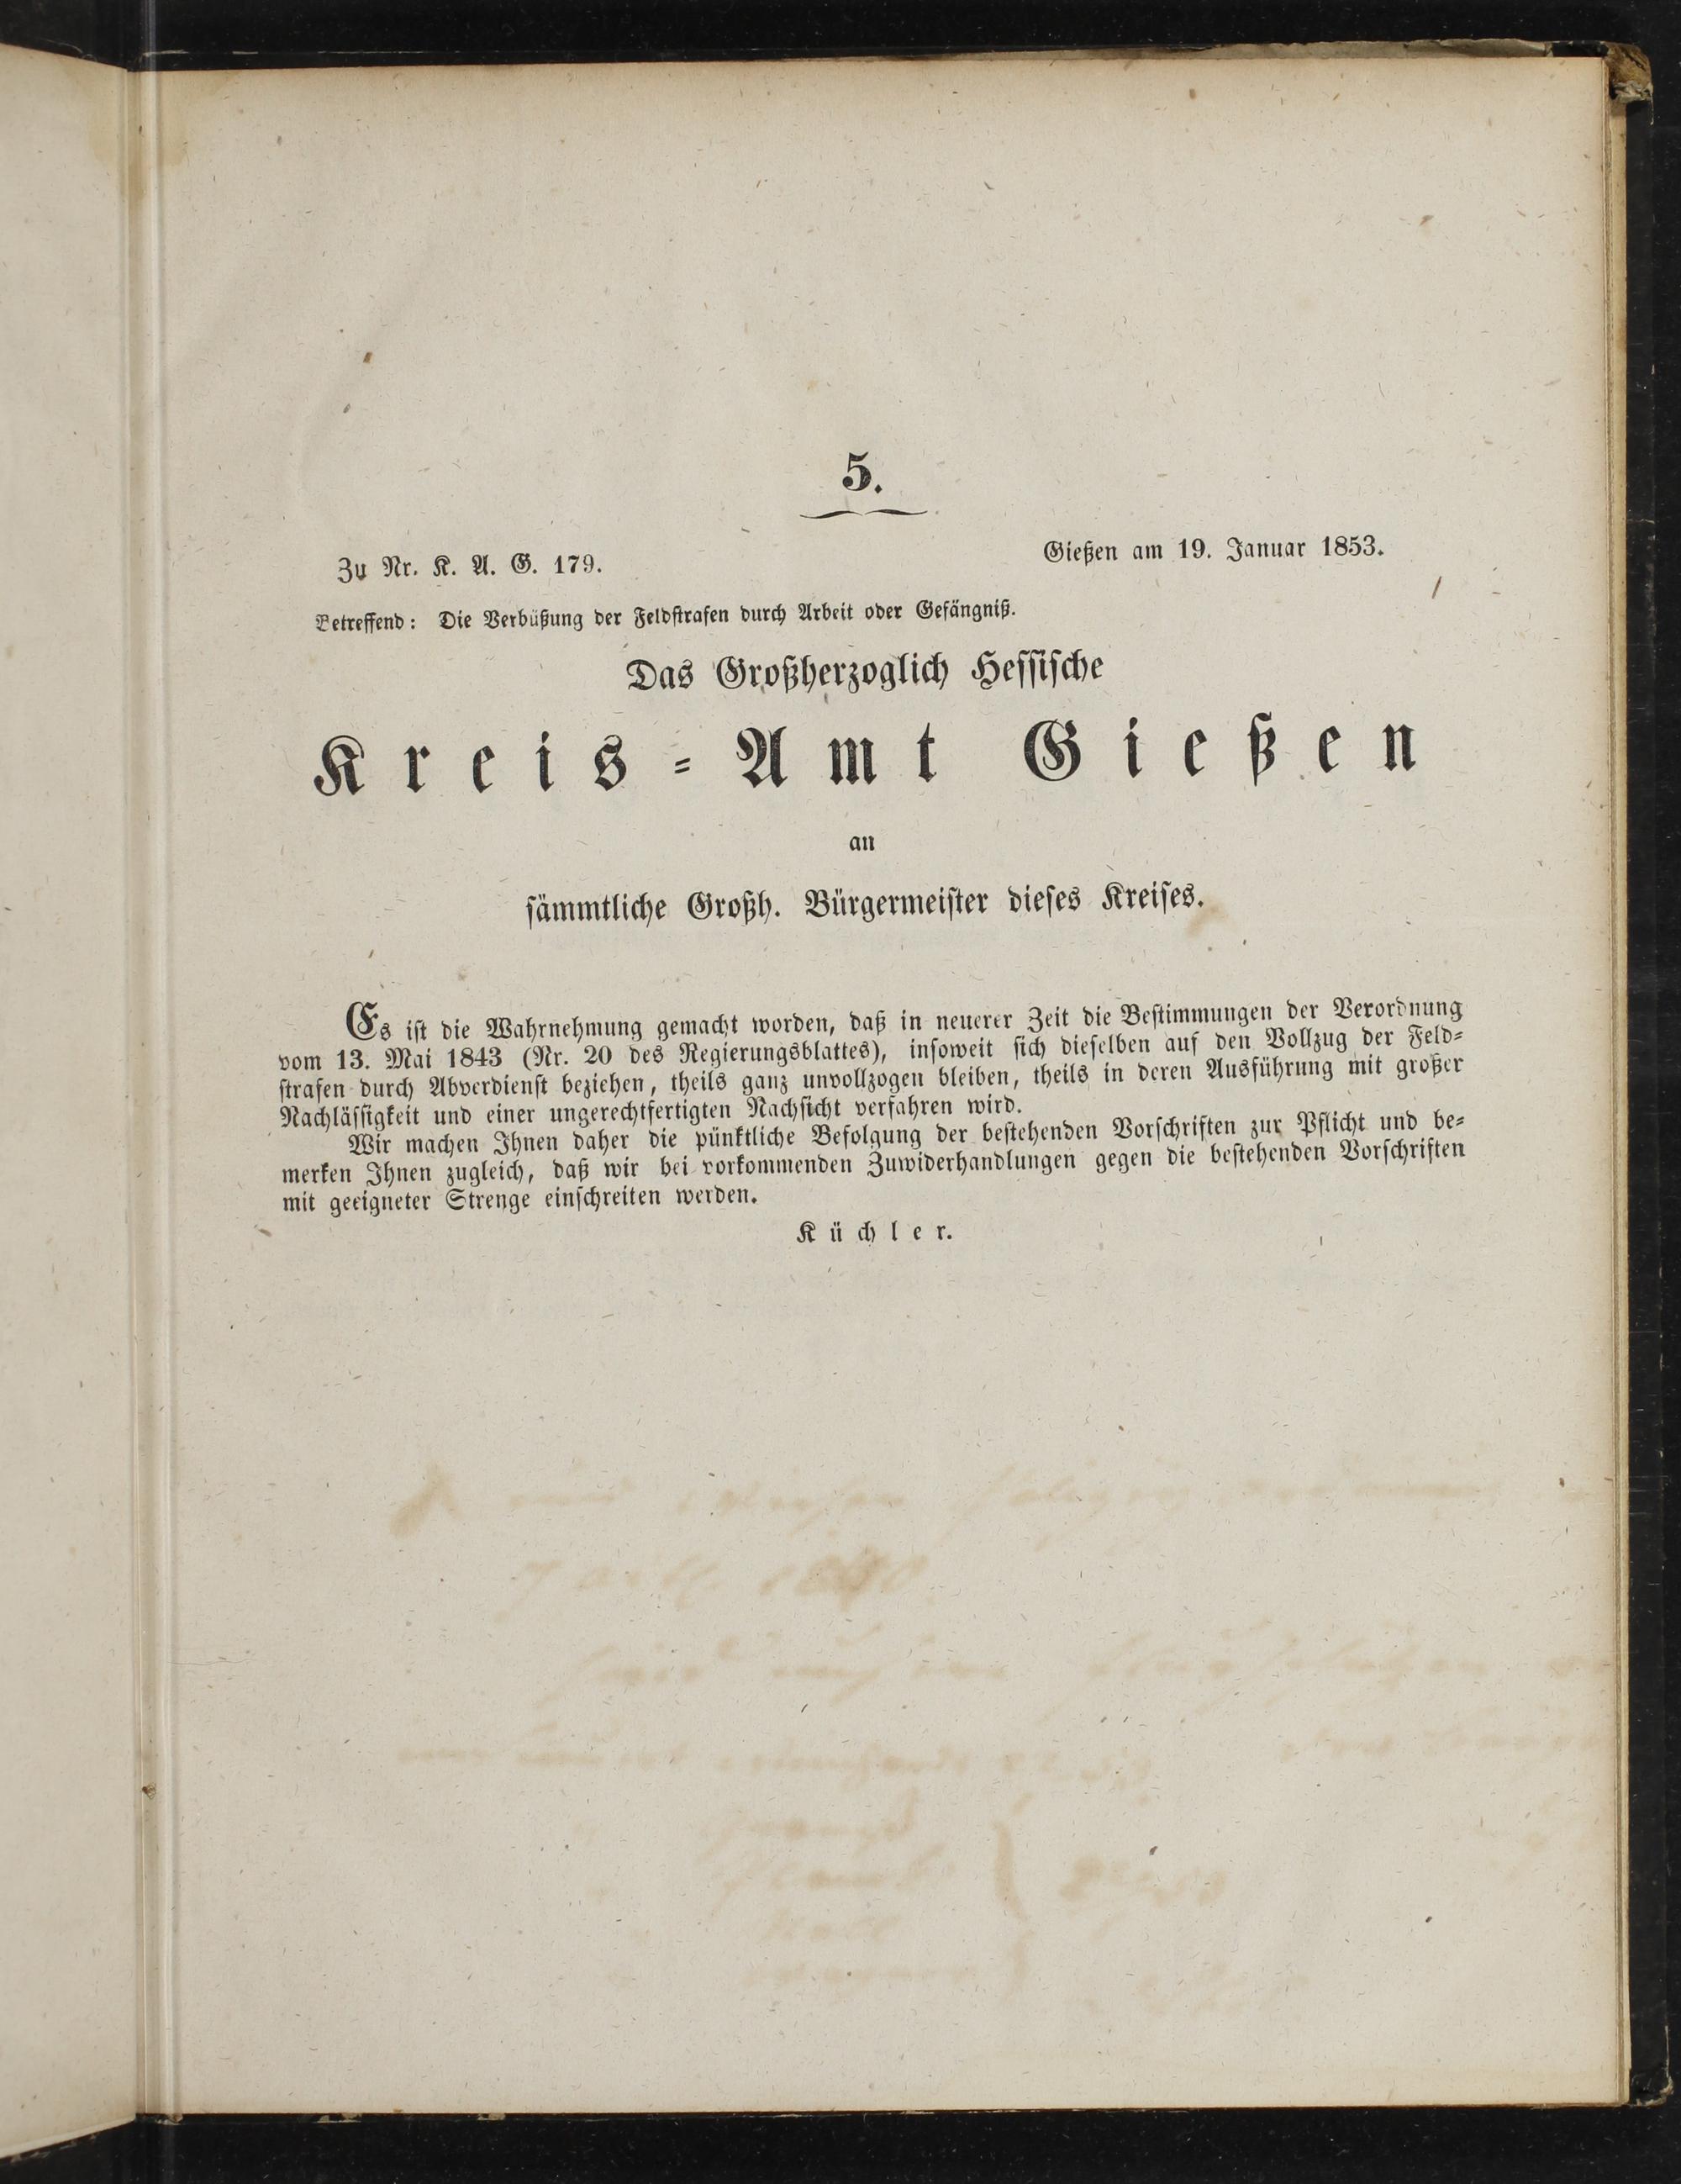 5.
Zu Nr. K. A. G. 179.
Gießen am 19. Januar 1853.
Betreffend: Die Verbüßung der Feldstrafen durch Arbeit oder Gefängniß.
Das Großherzoglich Hessische
Kreis-Amt Gießen
an
sämmtliche Großh. Bürgermeister dieses Kreises.
Es ist die Wahrnehmung gemacht worden, daß in neuerer Zeit die Bestimmungen der Verordnung
vom 13. Mai 1843 (Nr. 20 des Regierungsblattes), insoweit sich dieselben auf den Vollzug der Feld-
strafen durch Abverdienst beziehen, theils ganz unvollzogen bleiben, theils in deren Ausführung mit großer
Nachlässigkeit und einer ungerechtfertigten Nachsicht verfahren wird.
Wir machen Ihnen daher die pünktliche Befolgung der bestehenden Vorschriften zur Pflicht und be-
merken Ihnen zugleich, daß wir bei vorkommenden Zuwiderhandlungen gegen die bestehenden Vorschriften
mit geeigneter Strenge einschreiten werden.
Küchler.